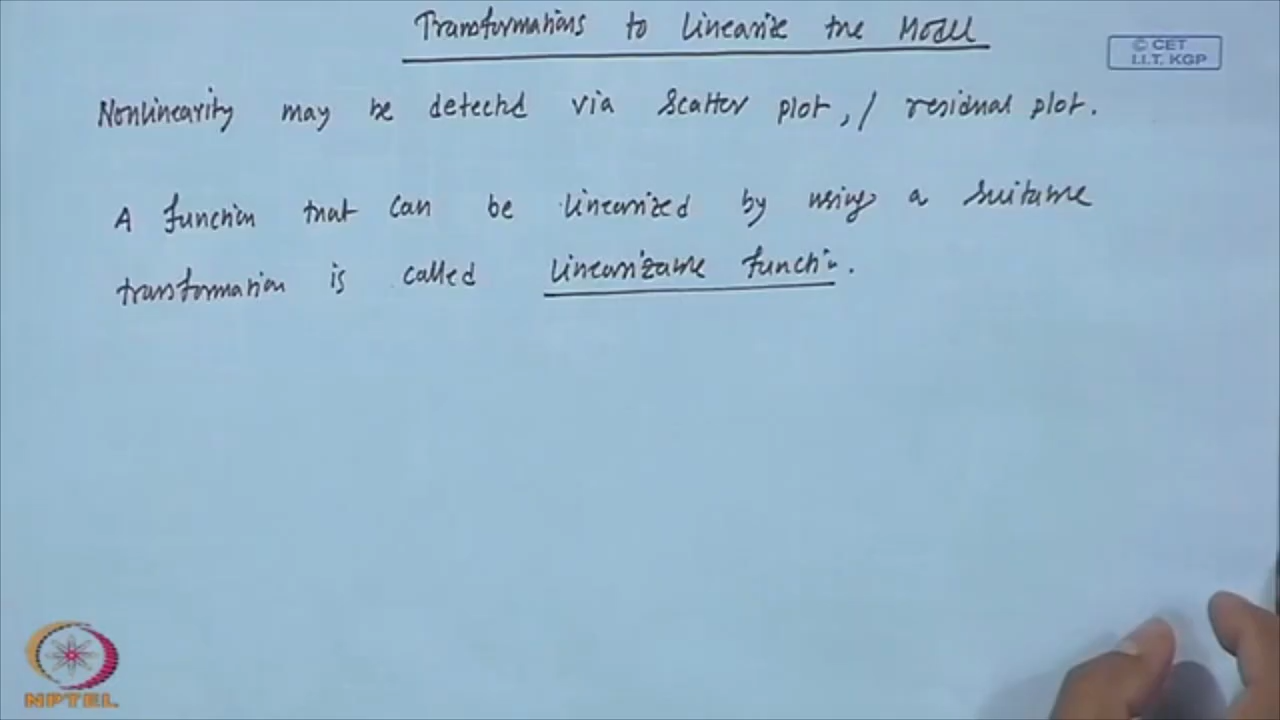 Transformations to Linearize the Model
© CET
I.I.T. KGP
Nonlinearity may be detected via scatter plot, / residual plot.
A function that can be linearized by using a suitable
transformation is called linearizable function.
NPTEL